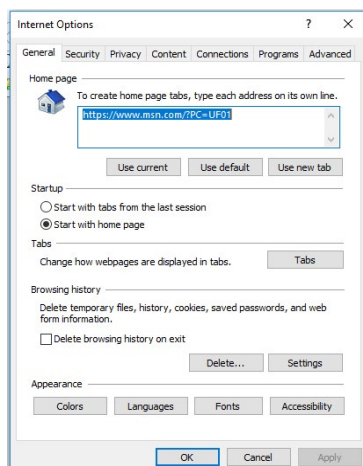 Internet Options
? X
General Security Privacy Content Connections Programs Advanced
Home page
To create home page tabs, type each address on its own line.
https://www.msn.com/?PC=UF01
Use current Use default Use new tab
Startup
Start with tabs from the last session
Start with home page
Tabs
Change how webpages are displayed in tabs. Tabs
Browsing history
Delete temporary files, history, cookies, saved passwords, and web
form information.
Delete browsing history on exit
Delete... Settings
Appearance
Colors Languages Fonts Accessibility
OK Cancel Apply